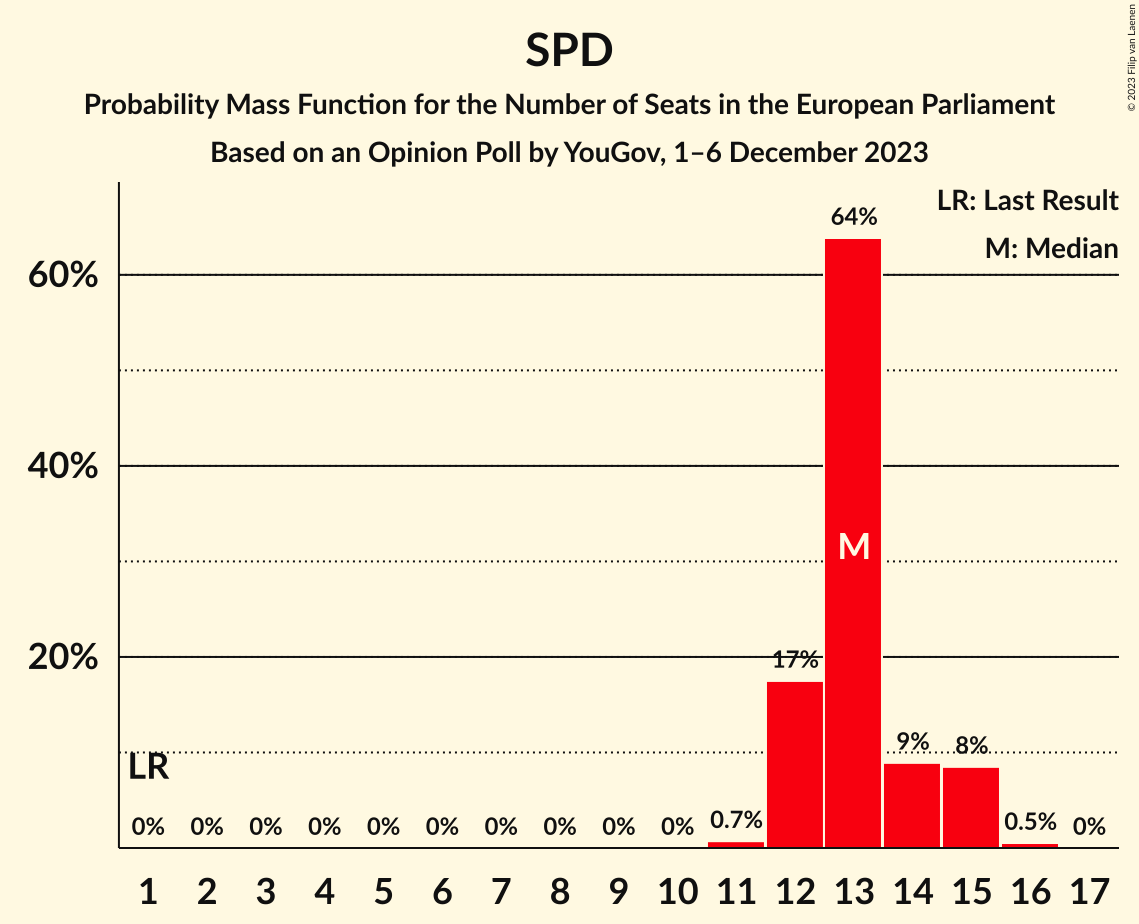 SPD
Probability Mass Function for the Number of Seats in the European Parliament
Based on an Opinion Poll by YouGov, 1–6 December 2023
© 2023 Filip van Laenen
LR: Last Result
M: Median
60%
40%
20%
64%
M
17%
9%
8%
LR
0% 0% 0% 0% 0% 0% 0% 0% 0% 0% 0.7% 0.5% 0%
1 2 3 4 5 6 7 8 9 10 11 12 13 14 15 16 17